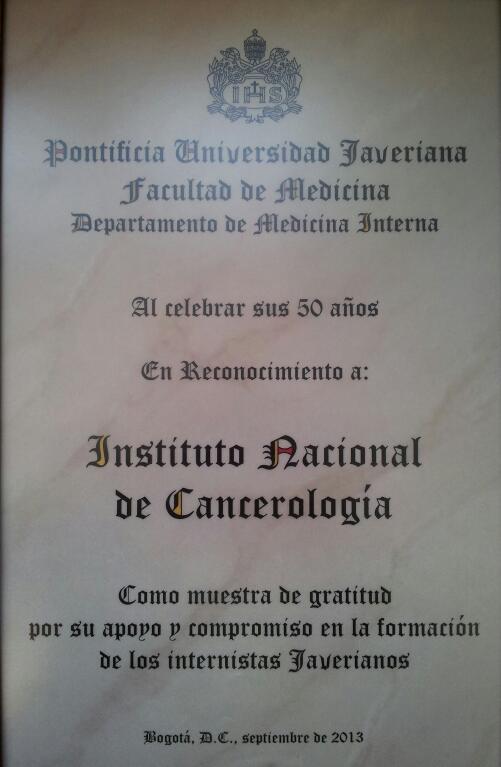 IHS
Pontificia Universidad Javeriana
Facultad de Medicina
Departamento de Medicina Interna
Al celebrar sus 50 años
En Reconocimiento a:
Instituto Nacional
de Cancerología
Como muestra de gratitud
por su apoyo y compromiso en la formación
de los internistas Javerianos
Bogotá, D.C., septiembre de 2013